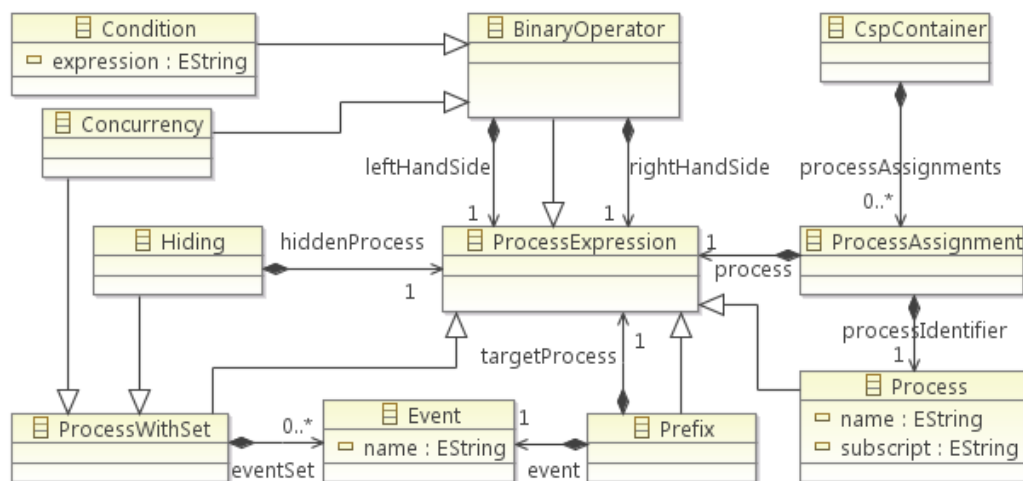 Condition
expression : EString
BinaryOperator
CspContainer
Concurrency
leftHandSide
rightHandSide
processAssignments
1
1
0..*
Hiding
hiddenProcess
1
ProcessExpression
1
process
ProcessAssignment
targetProcess
1
processIdentifier
1
Process
name : EString
subscript : EString
ProcessWithSet
0..*
eventSet
Event
name : EString
1
event
Prefix